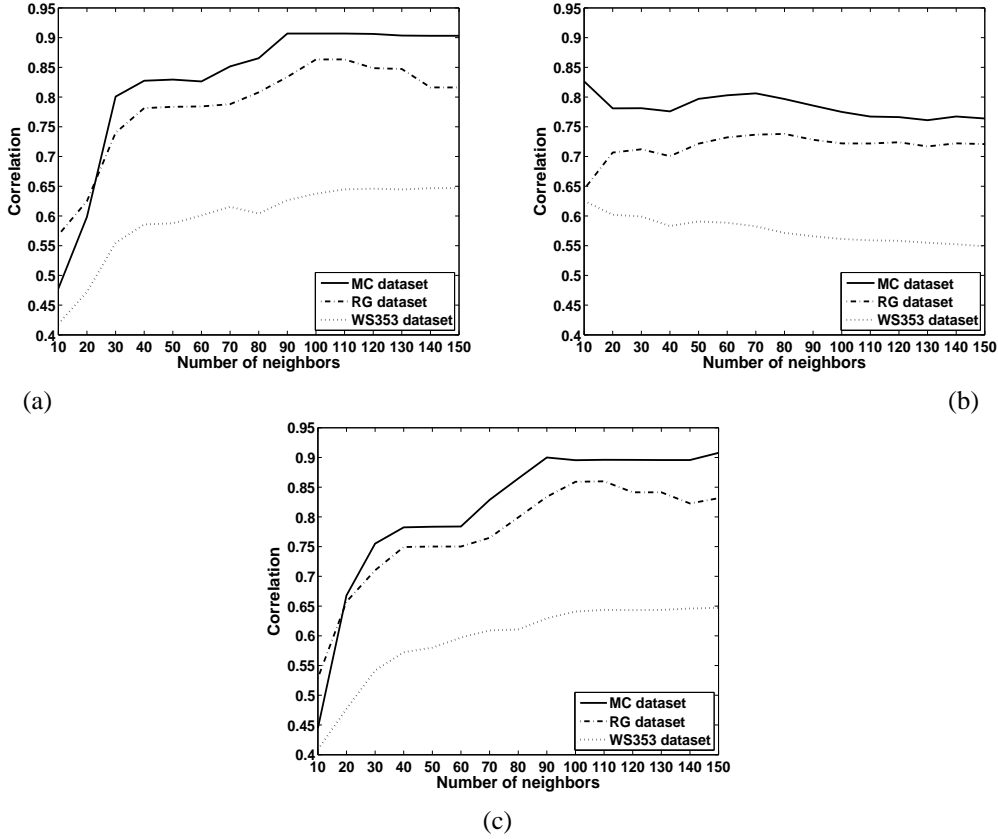 0.95
0.9
0.85
0.8
0.75
0.7
0.65
0.6
0.55
0.5
0.45
0.4
Correlation
10 20 30 40 50 60 70 80 90 100 110 120 130 140 150
Number of neighbors
MC dataset
RG dataset
WS353 dataset
(a)
0.95
0.9
0.85
0.8
0.75
0.7
0.65
0.6
0.55
0.5
0.45
0.4
Correlation
10 20 30 40 50 60 70 80 90 100 110 120 130 140 150
Number of neighbors
MC dataset
RG dataset
WS353 dataset
(b)
0.95
0.9
0.85
0.8
0.75
0.7
0.65
0.6
0.55
0.5
0.45
0.4
Correlation
10 20 30 40 50 60 70 80 90 100 110 120 130 140 150
Number of neighbors
MC dataset
RG dataset
WS353 dataset
(c)